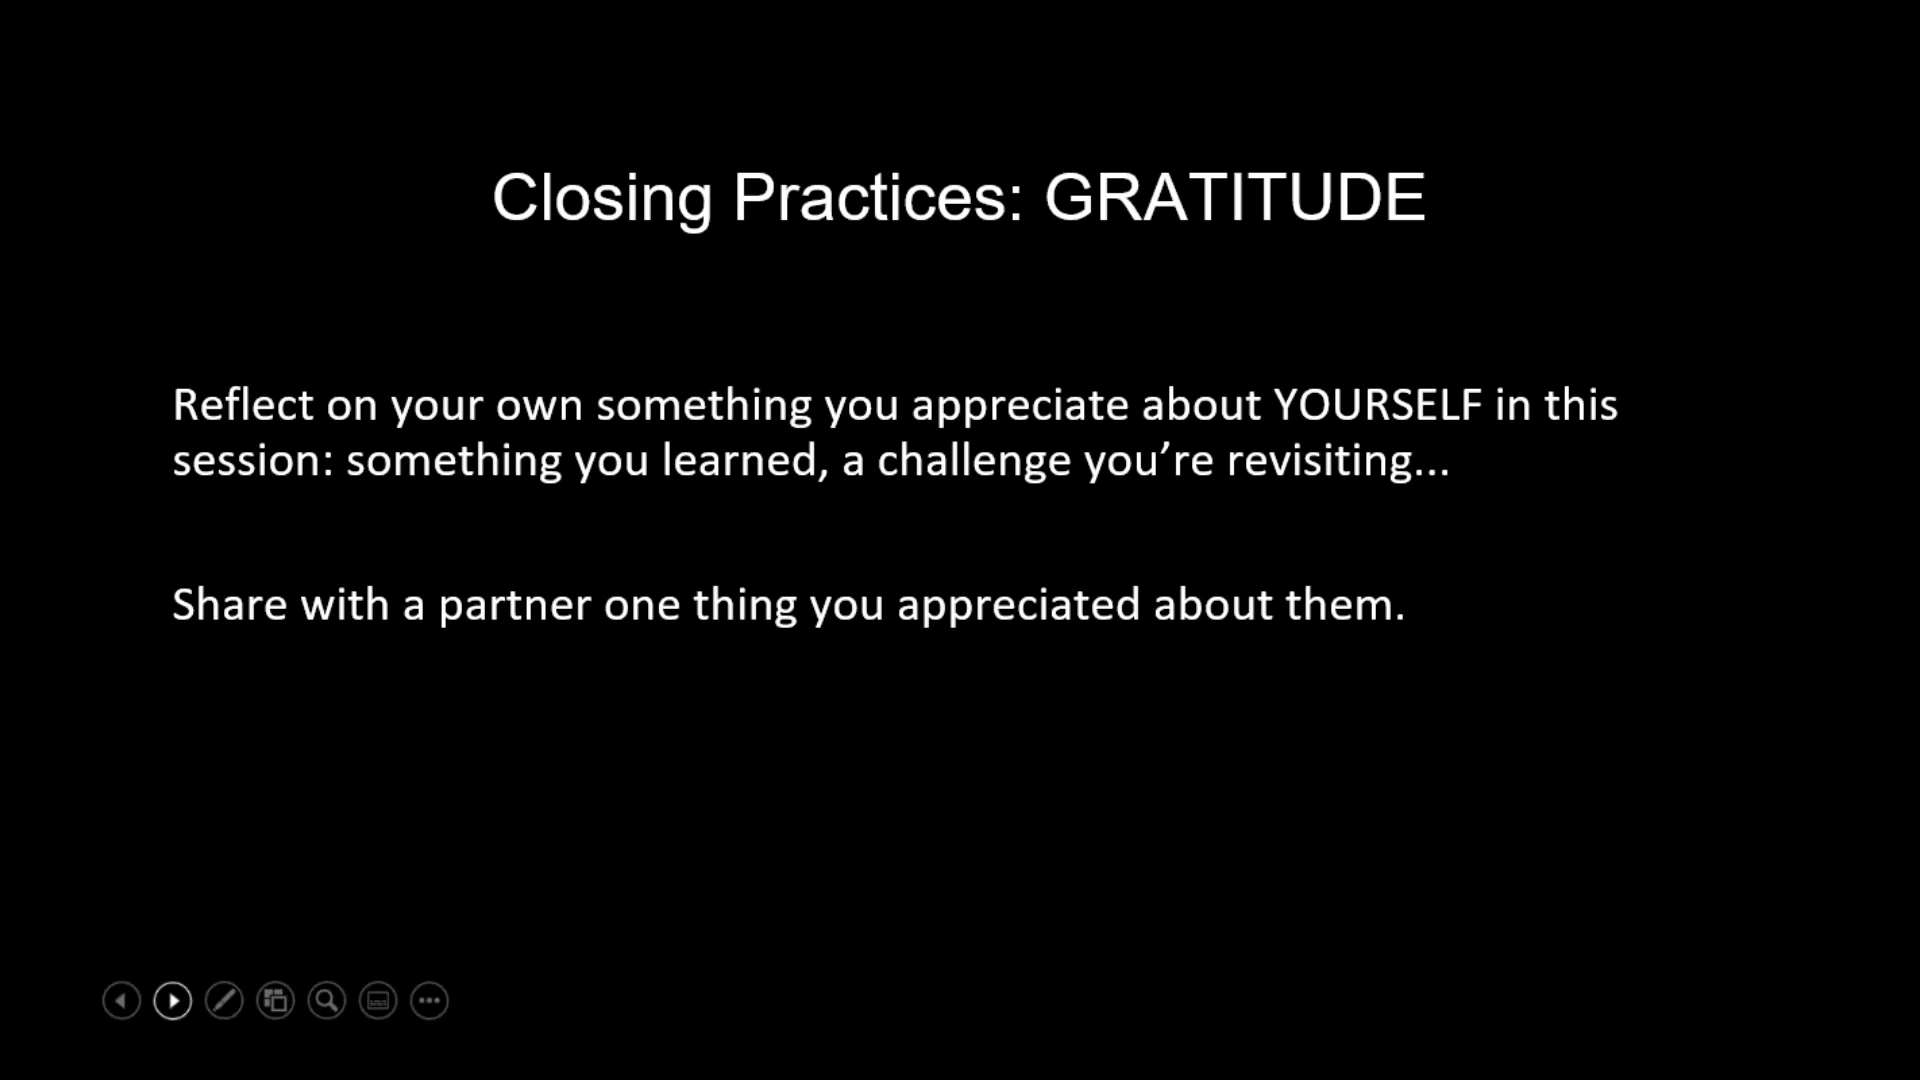 Closing Practices: GRATITUDE
Reflect on your own something you appreciate about YOURSELF in this
session: something you learned, a challenge you’re revisiting...
Share with a partner one thing you appreciated about them.